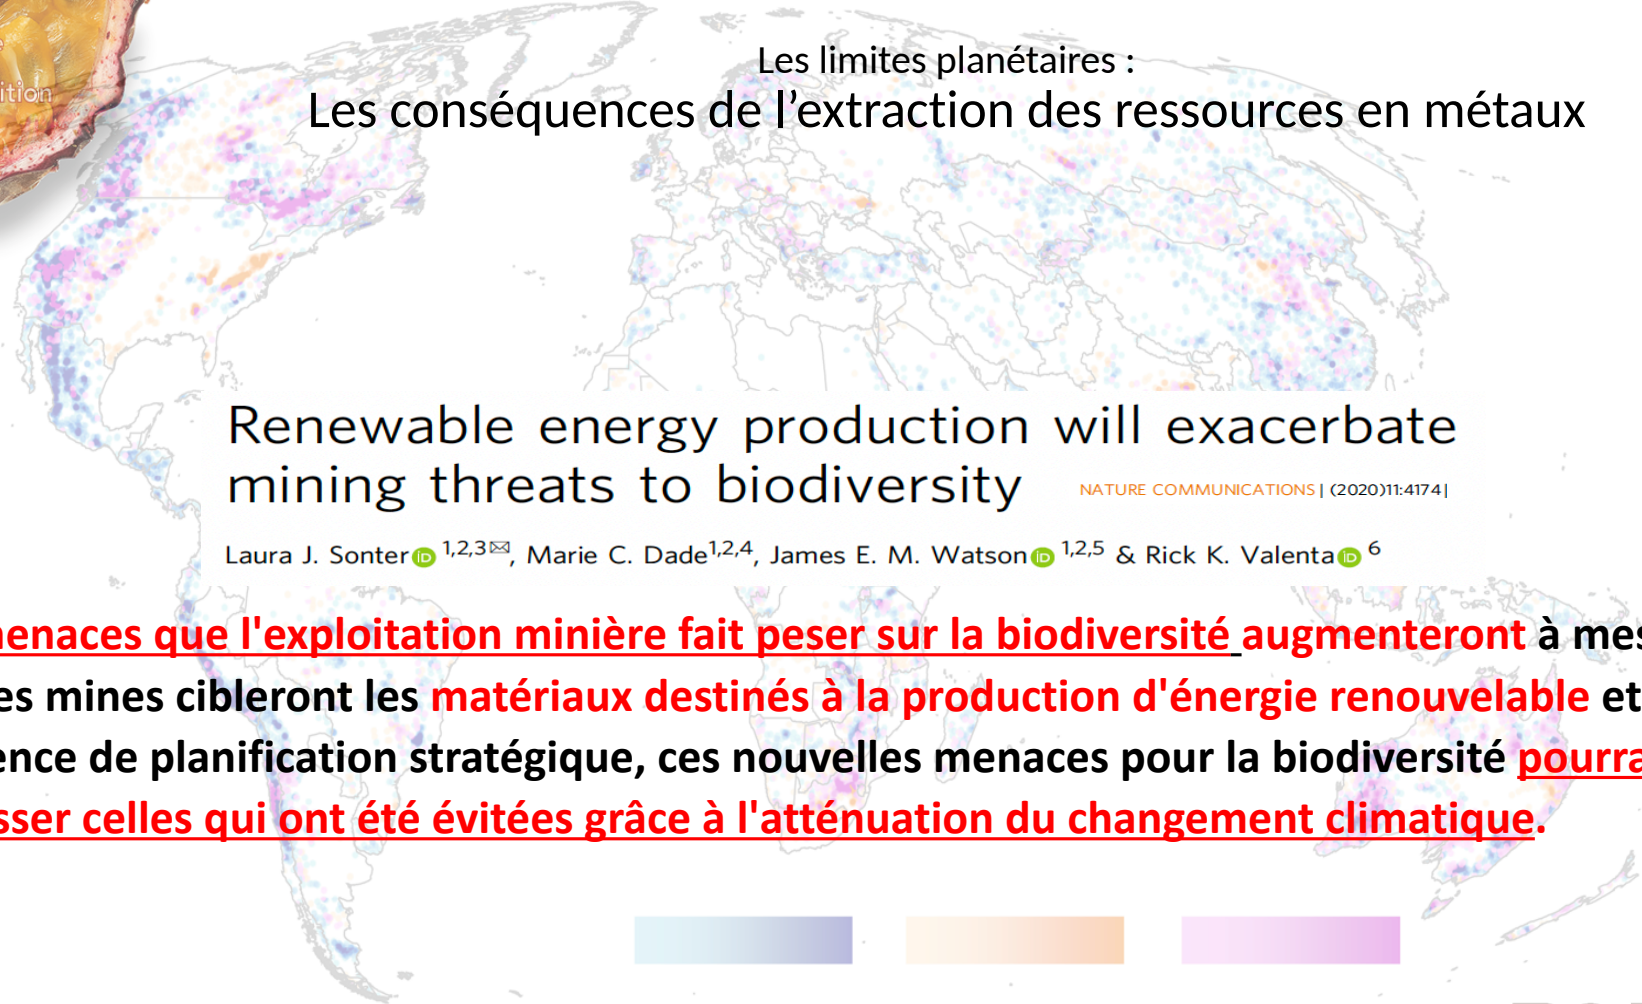 ition
Les limites planétaires :
Les conséquences de l’extraction des ressources en métaux
Renewable energy production will exacerbate
mining threats to biodiversity NATURE COMMUNICATIONS | (2020)11:4174 |
Laura J. Sonter 1,2,3✉, Marie C. Dade1,2,4, James E. M. Watson 1,2,5 & Rick K. Valenta 6
enaces que l'exploitation minière fait peser sur la biodiversité augmenteront à mes
es mines cibleront les matériaux destinés à la production d'énergie renouvelable et
ence de planification stratégique, ces nouvelles menaces pour la biodiversité pourra
sser celles qui ont été évitées grâce à l'atténuation du changement climatique.